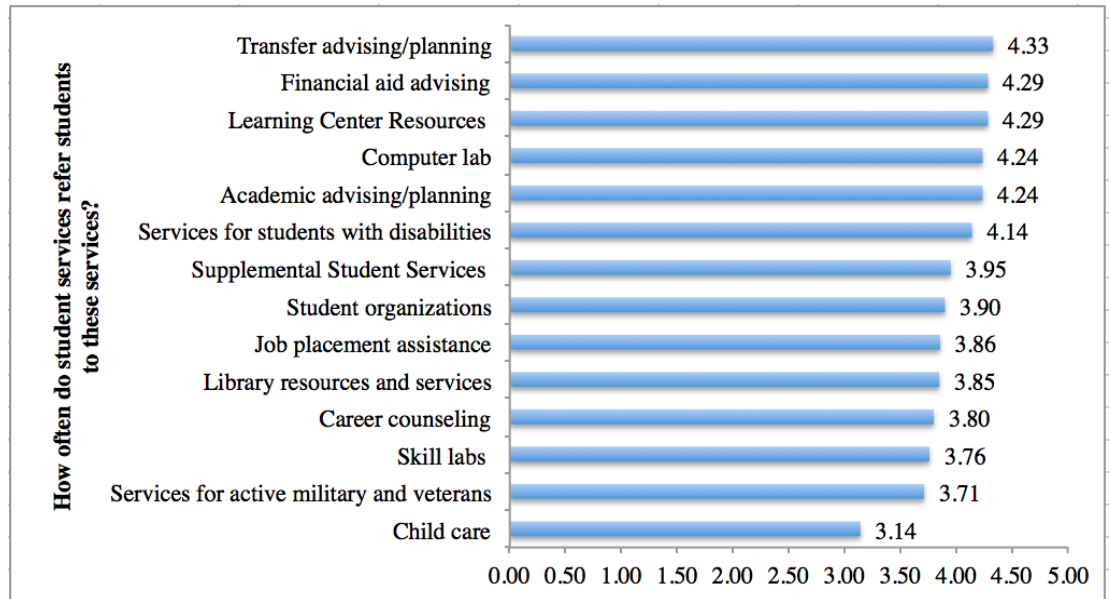 How often do student services refer students
to these services?
Transfer advising/planning 4.33
Financial aid advising 4.29
Learning Center Resources 4.29
Computer lab 4.24
Academic advising/planning 4.24
Services for students with disabilities 4.14
Supplemental Student Services 3.95
Student organizations 3.90
Job placement assistance 3.86
Library resources and services 3.85
Career counseling 3.80
Skill labs 3.76
Services for active military and veterans 3.71
Child care 3.14
0.00 0.50 1.00 1.50 2.00 2.50 3.00 3.50 4.00 4.50 5.00